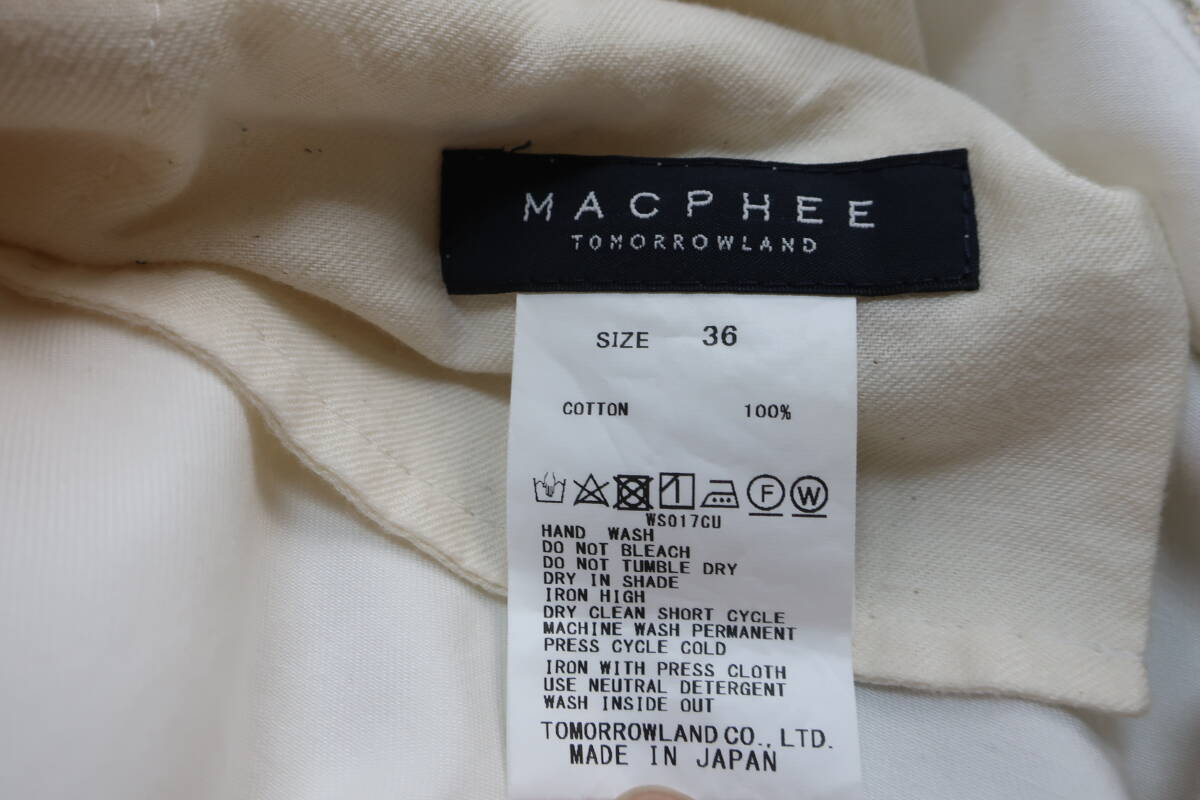 MACPHEE
TOMORROWLAND
SIZE 36
COTTON 100%
F W
WS017CU
HAND WASH
DO NOT BLEACH
DO NOT TUMBLE DRY
DRY IN SHADE
IRON HIGH
DRY CLEAN SHORT CYCLE
MACHINE WASH PERMANENT
PRESS CYCLE COLD
IRON WITH PRESS CLOTH
USE NEUTRAL DETERGENT
WASH INSIDE OUT
TOMORROWLAND CO., LTD.
MADE IN JAPAN